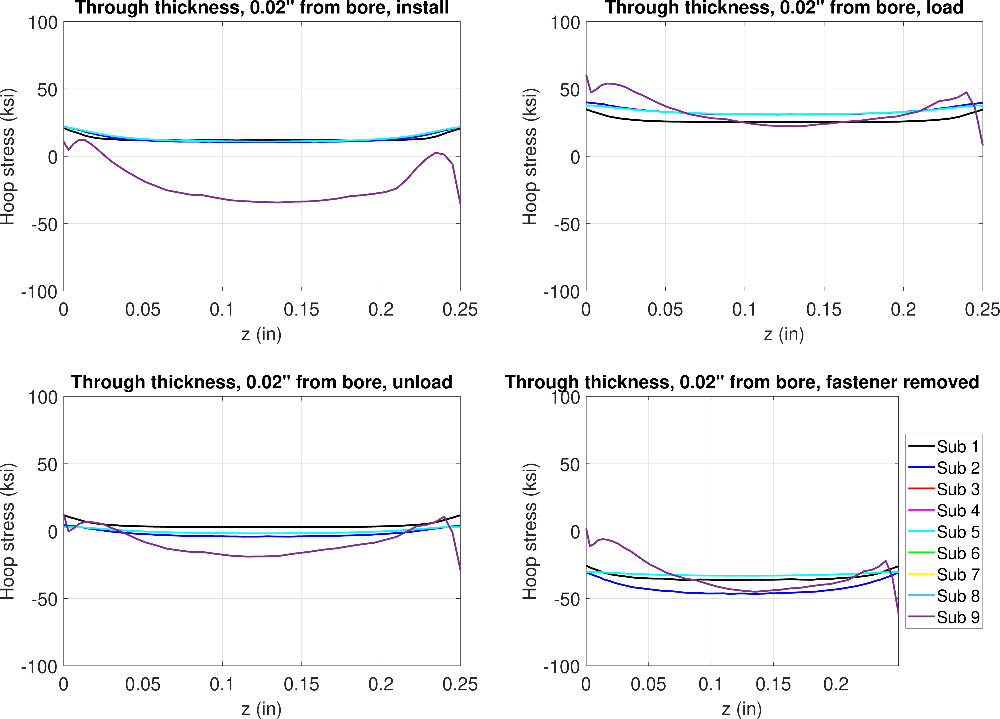 Through thickness, 0.02" from bore, install
100
50
0
-50
-100
Hoop stress (ksi)
0 0.05 0.1 0.15 0.2 0.25
z (in)
Through thickness, 0.02" from bore, load
100
50
0
-50
-100
Hoop stress (ksi)
0 0.05 0.1 0.15 0.2 0.25
z (in)
Through thickness, 0.02" from bore, unload
100
50
0
-50
-100
Hoop stress (ksi)
0 0.05 0.1 0.15 0.2 0.25
z (in)
Through thickness, 0.02" from bore, fastener removed
100
50
0
-50
-100
Hoop stress (ksi)
0 0.05 0.1 0.15 0.2
z (in)
Sub 1
Sub 2
Sub 3
Sub 4
Sub 5
Sub 6
Sub 7
Sub 8
Sub 9